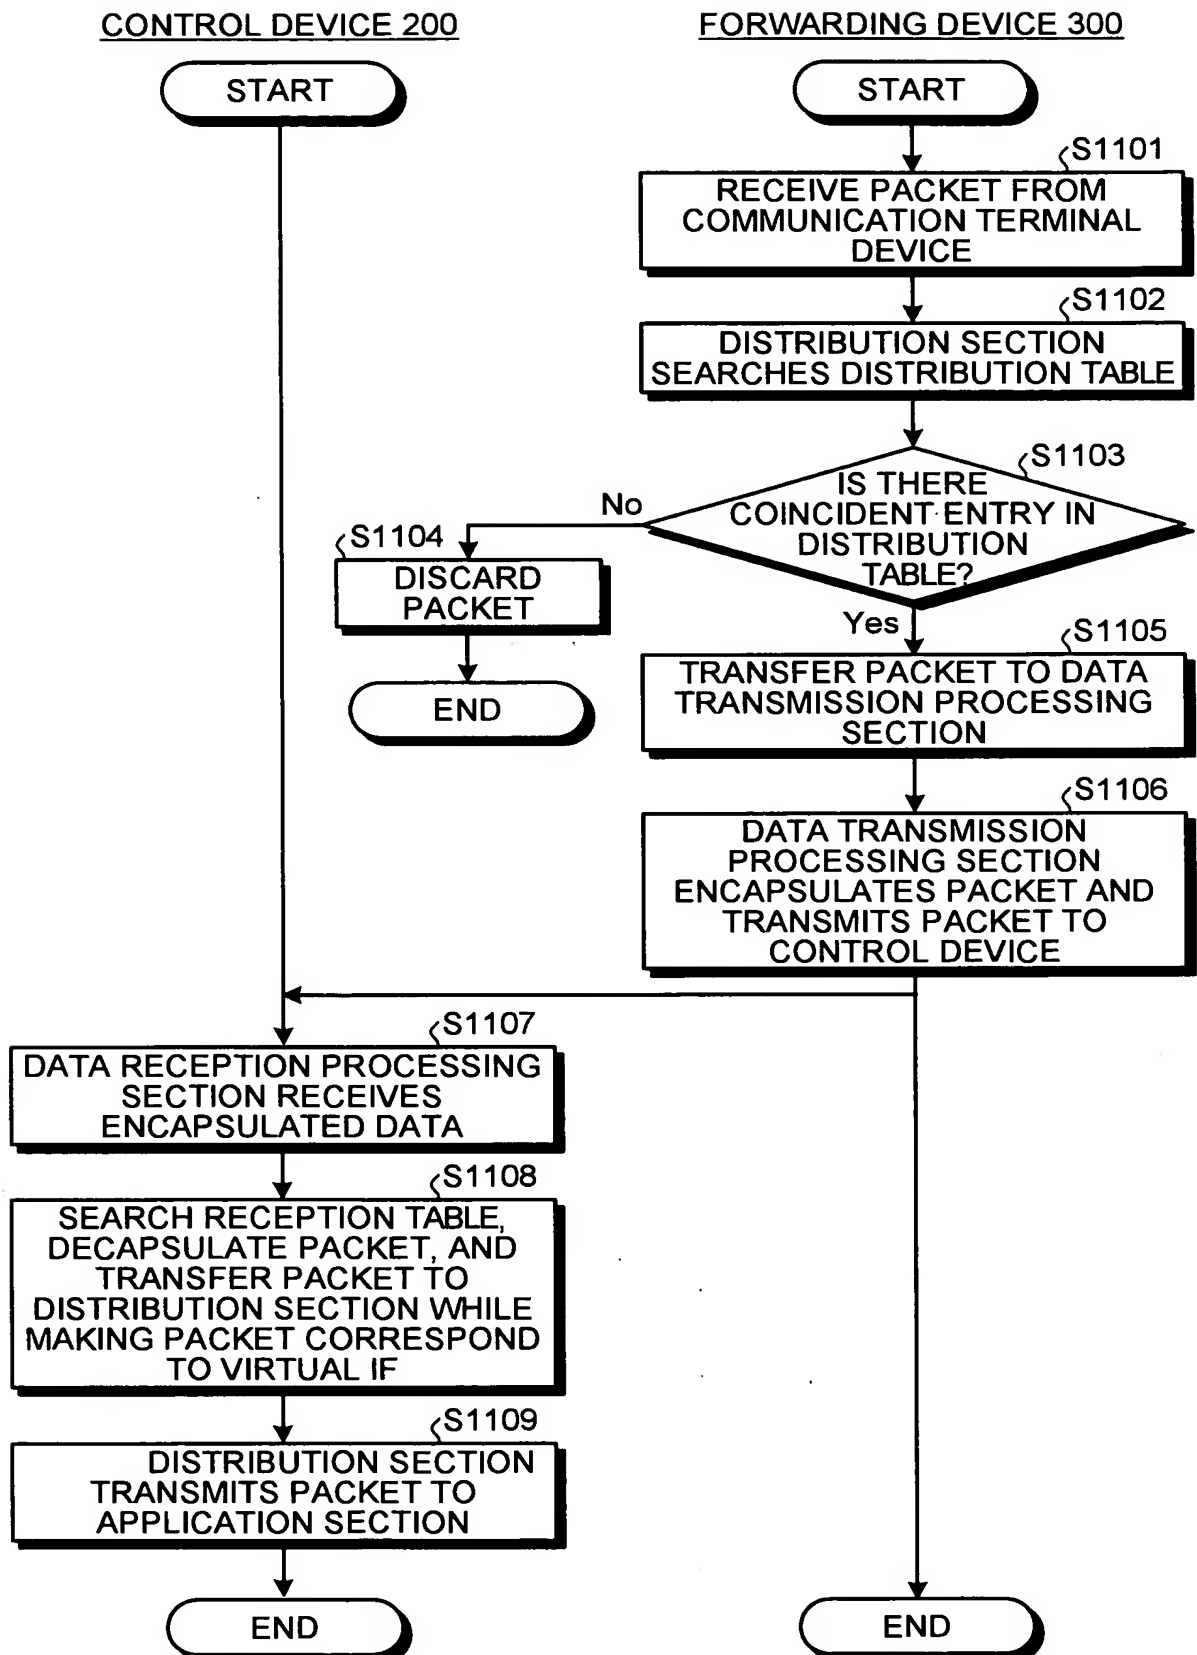 CONTROL DEVICE 200
FORWARDING DEVICE 300
START
START
S1101
RECEIVE PACKET FROM
COMMUNICATION TERMINAL
DEVICE
S1102
DISTRIBUTION SECTION
SEARCHES DISTRIBUTION TABLE
S1103
IS THERE
COINCIDENT ENTRY IN
DISTRIBUTION
TABLE?
No
S1104
DISCARD
PACKET
END
Yes
S1105
TRANSFER PACKET TO DATA
TRANSMISSION PROCESSING
SECTION
S1106
DATA TRANSMISSION
PROCESSING SECTION
ENCAPSULATES PACKET AND
TRANSMITS PACKET TO
CONTROL DEVICE
S1107
DATA RECEPTION PROCESSING
SECTION RECEIVES
ENCAPSULATED DATA
S1108
SEARCH RECEPTION TABLE,
DECAPSULATE PACKET, AND
TRANSFER PACKET TO
DISTRIBUTION SECTION WHILE
MAKING PACKET CORRESPOND
TO VIRTUAL IF
S1109
DISTRIBUTION SECTION
TRANSMITS PACKET TO
APPLICATION SECTION
END
END